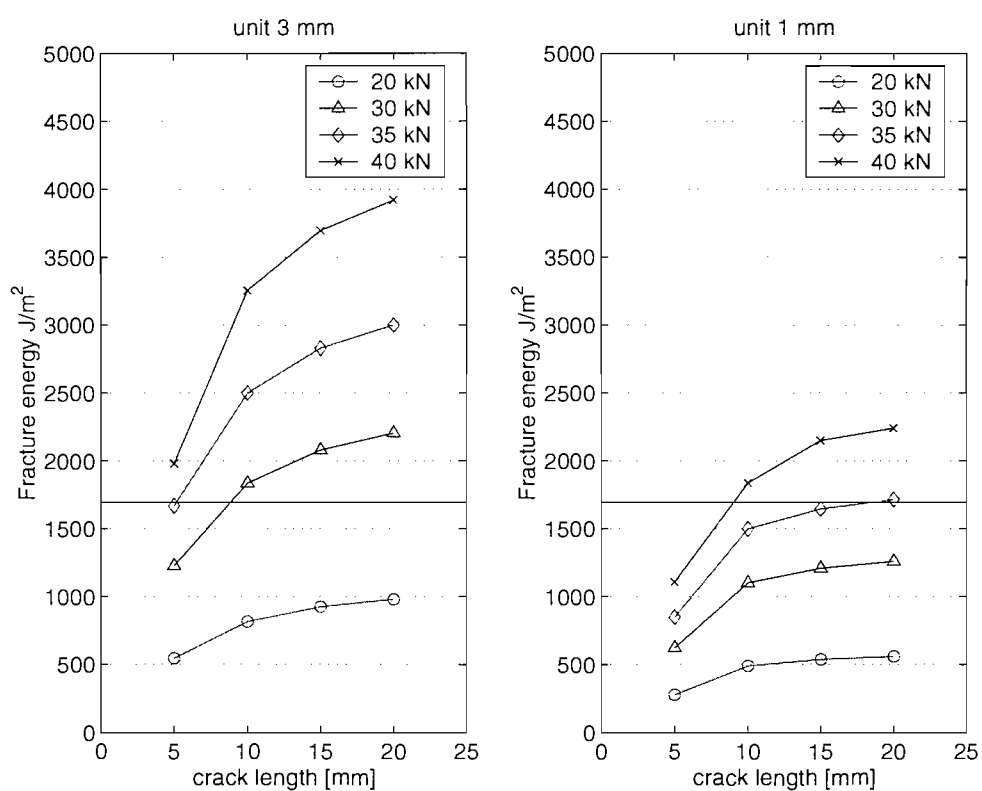 unit 3 mm
5000
4500
4000
3500
3000
2500
2000
1500
1000
500
0
0 5 10 15 20 25
Fracture energy J/m²
crack length [mm]
20 kN
30 kN
35 kN
40 kN
unit 1 mm
5000
4500
4000
3500
3000
2500
2000
1500
1000
500
0
0 5 10 15 20 25
Fracture energy J/m²
crack length [mm]
20 kN
30 kN
35 kN
40 kN